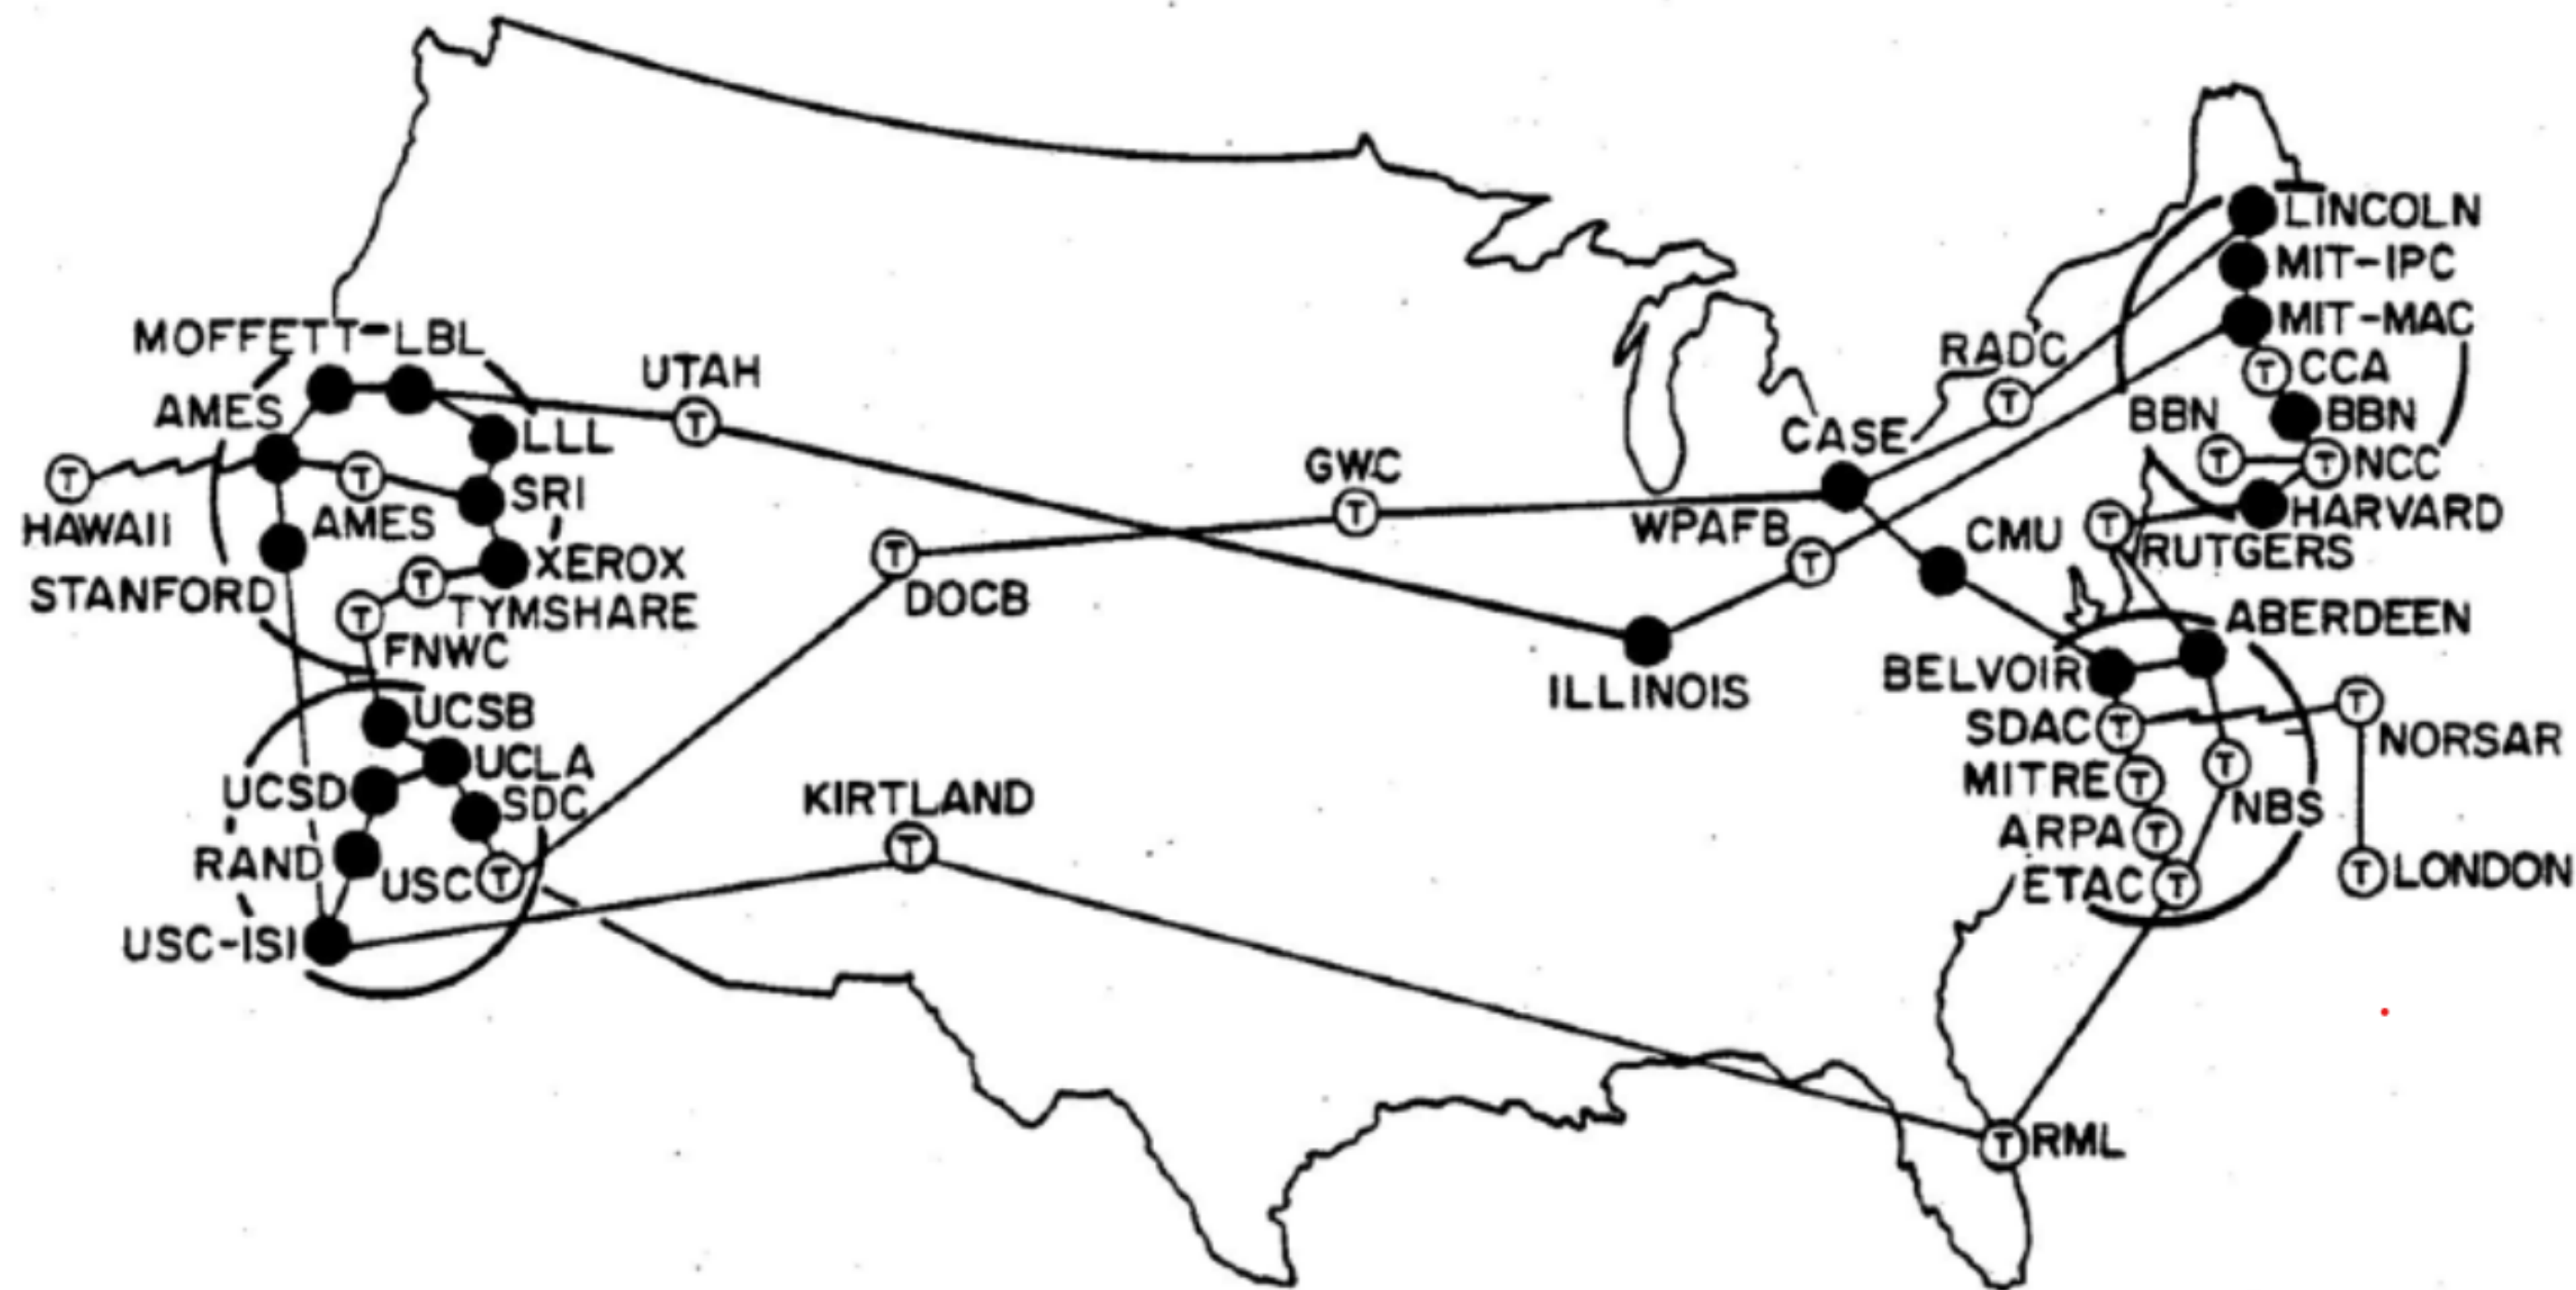 LINCOLN
MIT-IPC
MIT-MAC
MOFFETT-LBL
RADC
UTAH
T
T
CCA
T
AMES
T
BBN
BBN
LLL
CASE
HAWAII
T
T
AMES
SRI
GWC
T
T
T
NCC
STANFORD
XEROX
T
TYMSHARE
T
FNWC
T
DOCB
WPAFB
T
CMU
T
HARVARD
RUTGERS
ILLINOIS
ABERDEEN
BELVOIR
UCSB
SDAC
T
T
NORSAR
UCLA
UCSD
SDC
KIRTLAND
T
MITRE
T
T
NBS
RAND
USC
T
ARPA
T
ETAC
T
T
LONDON
USC-ISI
T
RML